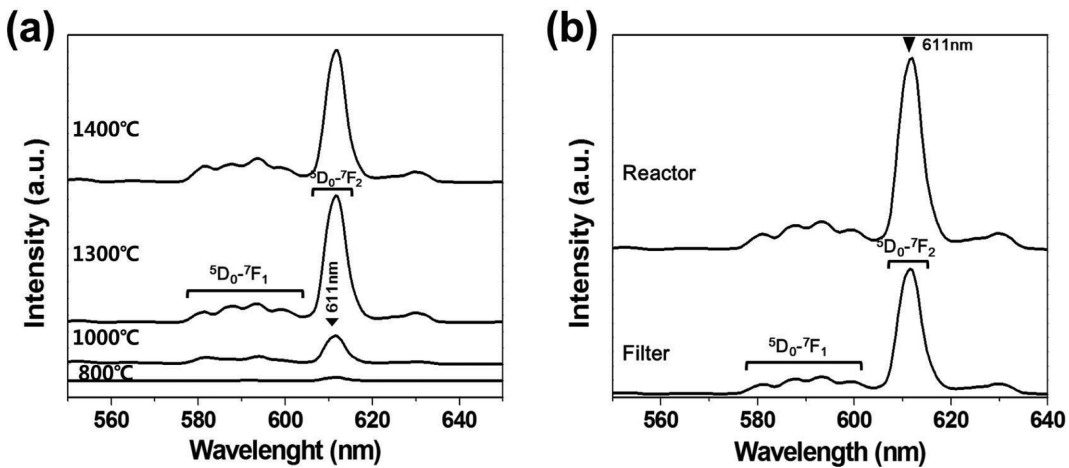 (a)
Intensity (a.u.)
1400℃
⁵D₀-⁷F₂
1300℃
⁵D₀-⁷F₁
611nm
1000℃
800℃
560 580 600 620 640
Wavelenght (nm)
(b)
Intensity (a.u.)
611nm
Reactor
⁵D₀-⁷F₂
⁵D₀-⁷F₁
Filter
560 580 600 620 640
Wavelength (nm)